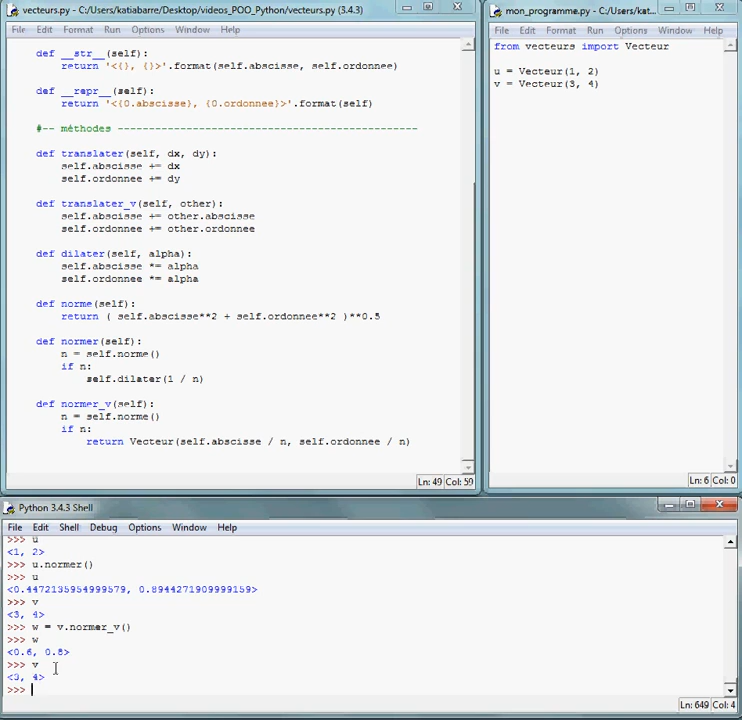 vecteurs.py - C:/Users/katiabarre/Desktop/videos_POO_Python/vecteurs.py (3.4.3)
File Edit Format Run Options Window Help
def __str__(self):
return '<{}, {}>'.format(self.abscisse, self.ordonnee)
def __repr__(self):
return '<{0.abscisse}, {0.ordonnee}>'.format(self)
#-- méthodes -------------------------------------------------
def translater(self, dx, dy):
self.abscisse += dx
self.ordonnee += dy
def translater_v(self, other):
self.abscisse += other.abscisse
self.ordonnee += other.ordonnee
def dilater(self, alpha):
self.abscisse *= alpha
self.ordonnee *= alpha
def norme(self):
return ( self.abscisse**2 + self.ordonnee**2 )**0.5
def normer(self):
n = self.norme()
if n:
self.dilater(1 / n)
def normer_v(self):
n = self.norme()
if n:
return Vecteur(self.abscisse / n, self.ordonnee / n)
Ln: 49 Col: 59
mon_programme.py - C:/Users/kat...
File Edit Format Run Options Window Help
from vecteurs import Vecteur
u = Vecteur(1, 2)
v = Vecteur(3, 4)
Ln: 6 Col: 0
Python 3.4.3 Shell
File Edit Shell Debug Options Window Help
>>> u
<1, 2>
>>> u.normer()
>>> u
<0.4472135954999579, 0.8944271909999159>
>>> v
<3, 4>
>>> w = v.normer_v()
>>> w
<0.6, 0.8>
>>> v
<3, 4>
>>>
Ln: 649 Col: 4